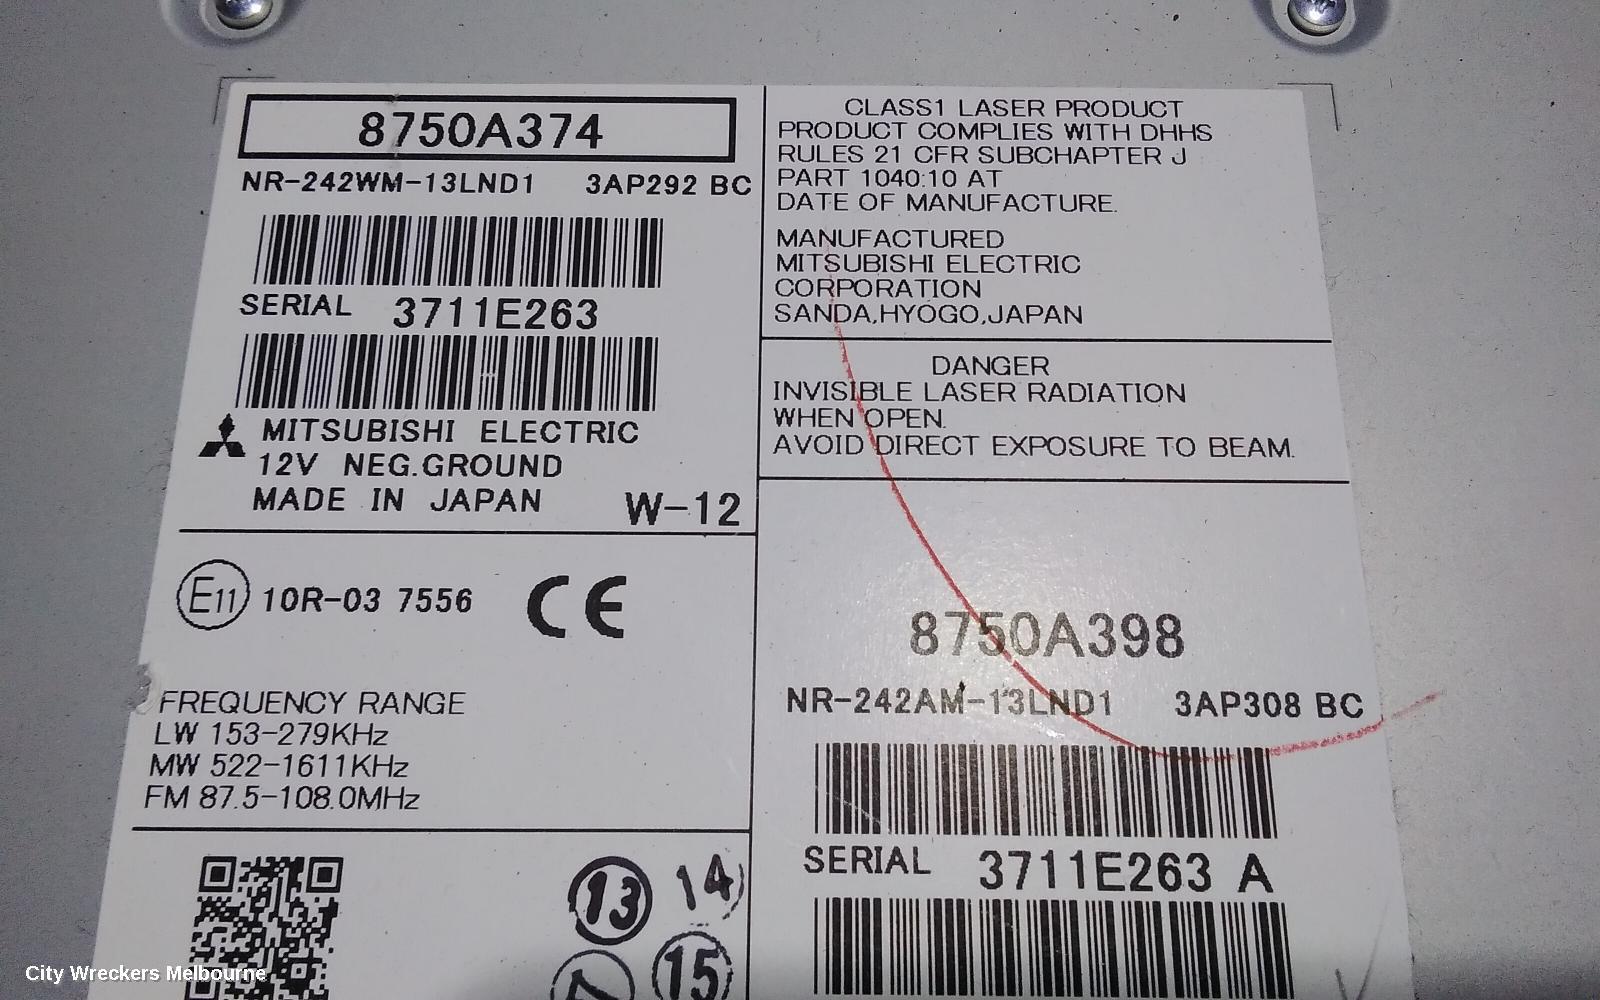 8750A374
NR-242WM-13LND1 3AP292 BC
SERIAL 3711E263
MITSUBISHI ELECTRIC
12V NEG.GROUND
MADE IN JAPAN W-12
E11 10R-03 7556 CE
FREQUENCY RANGE
LW 153-279KHz
MW 522-1611KHz
FM 87.5-108.0MHz
13 14
15
CLASS1 LASER PRODUCT
PRODUCT COMPLIES WITH DHHS
RULES 21 CFR SUBCHAPTER J
PART 1040:10 AT
DATE OF MANUFACTURE.
MANUFACTURED
MITSUBISHI ELECTRIC
CORPORATION
SANDA,HYOGO,JAPAN
DANGER
INVISIBLE LASER RADIATION
WHEN OPEN.
AVOID DIRECT EXPOSURE TO BEAM.
8750A398
NR-242AM-13LND1 3AP308 BC
SERIAL 3711E263 A
City Wreckers Melbourne